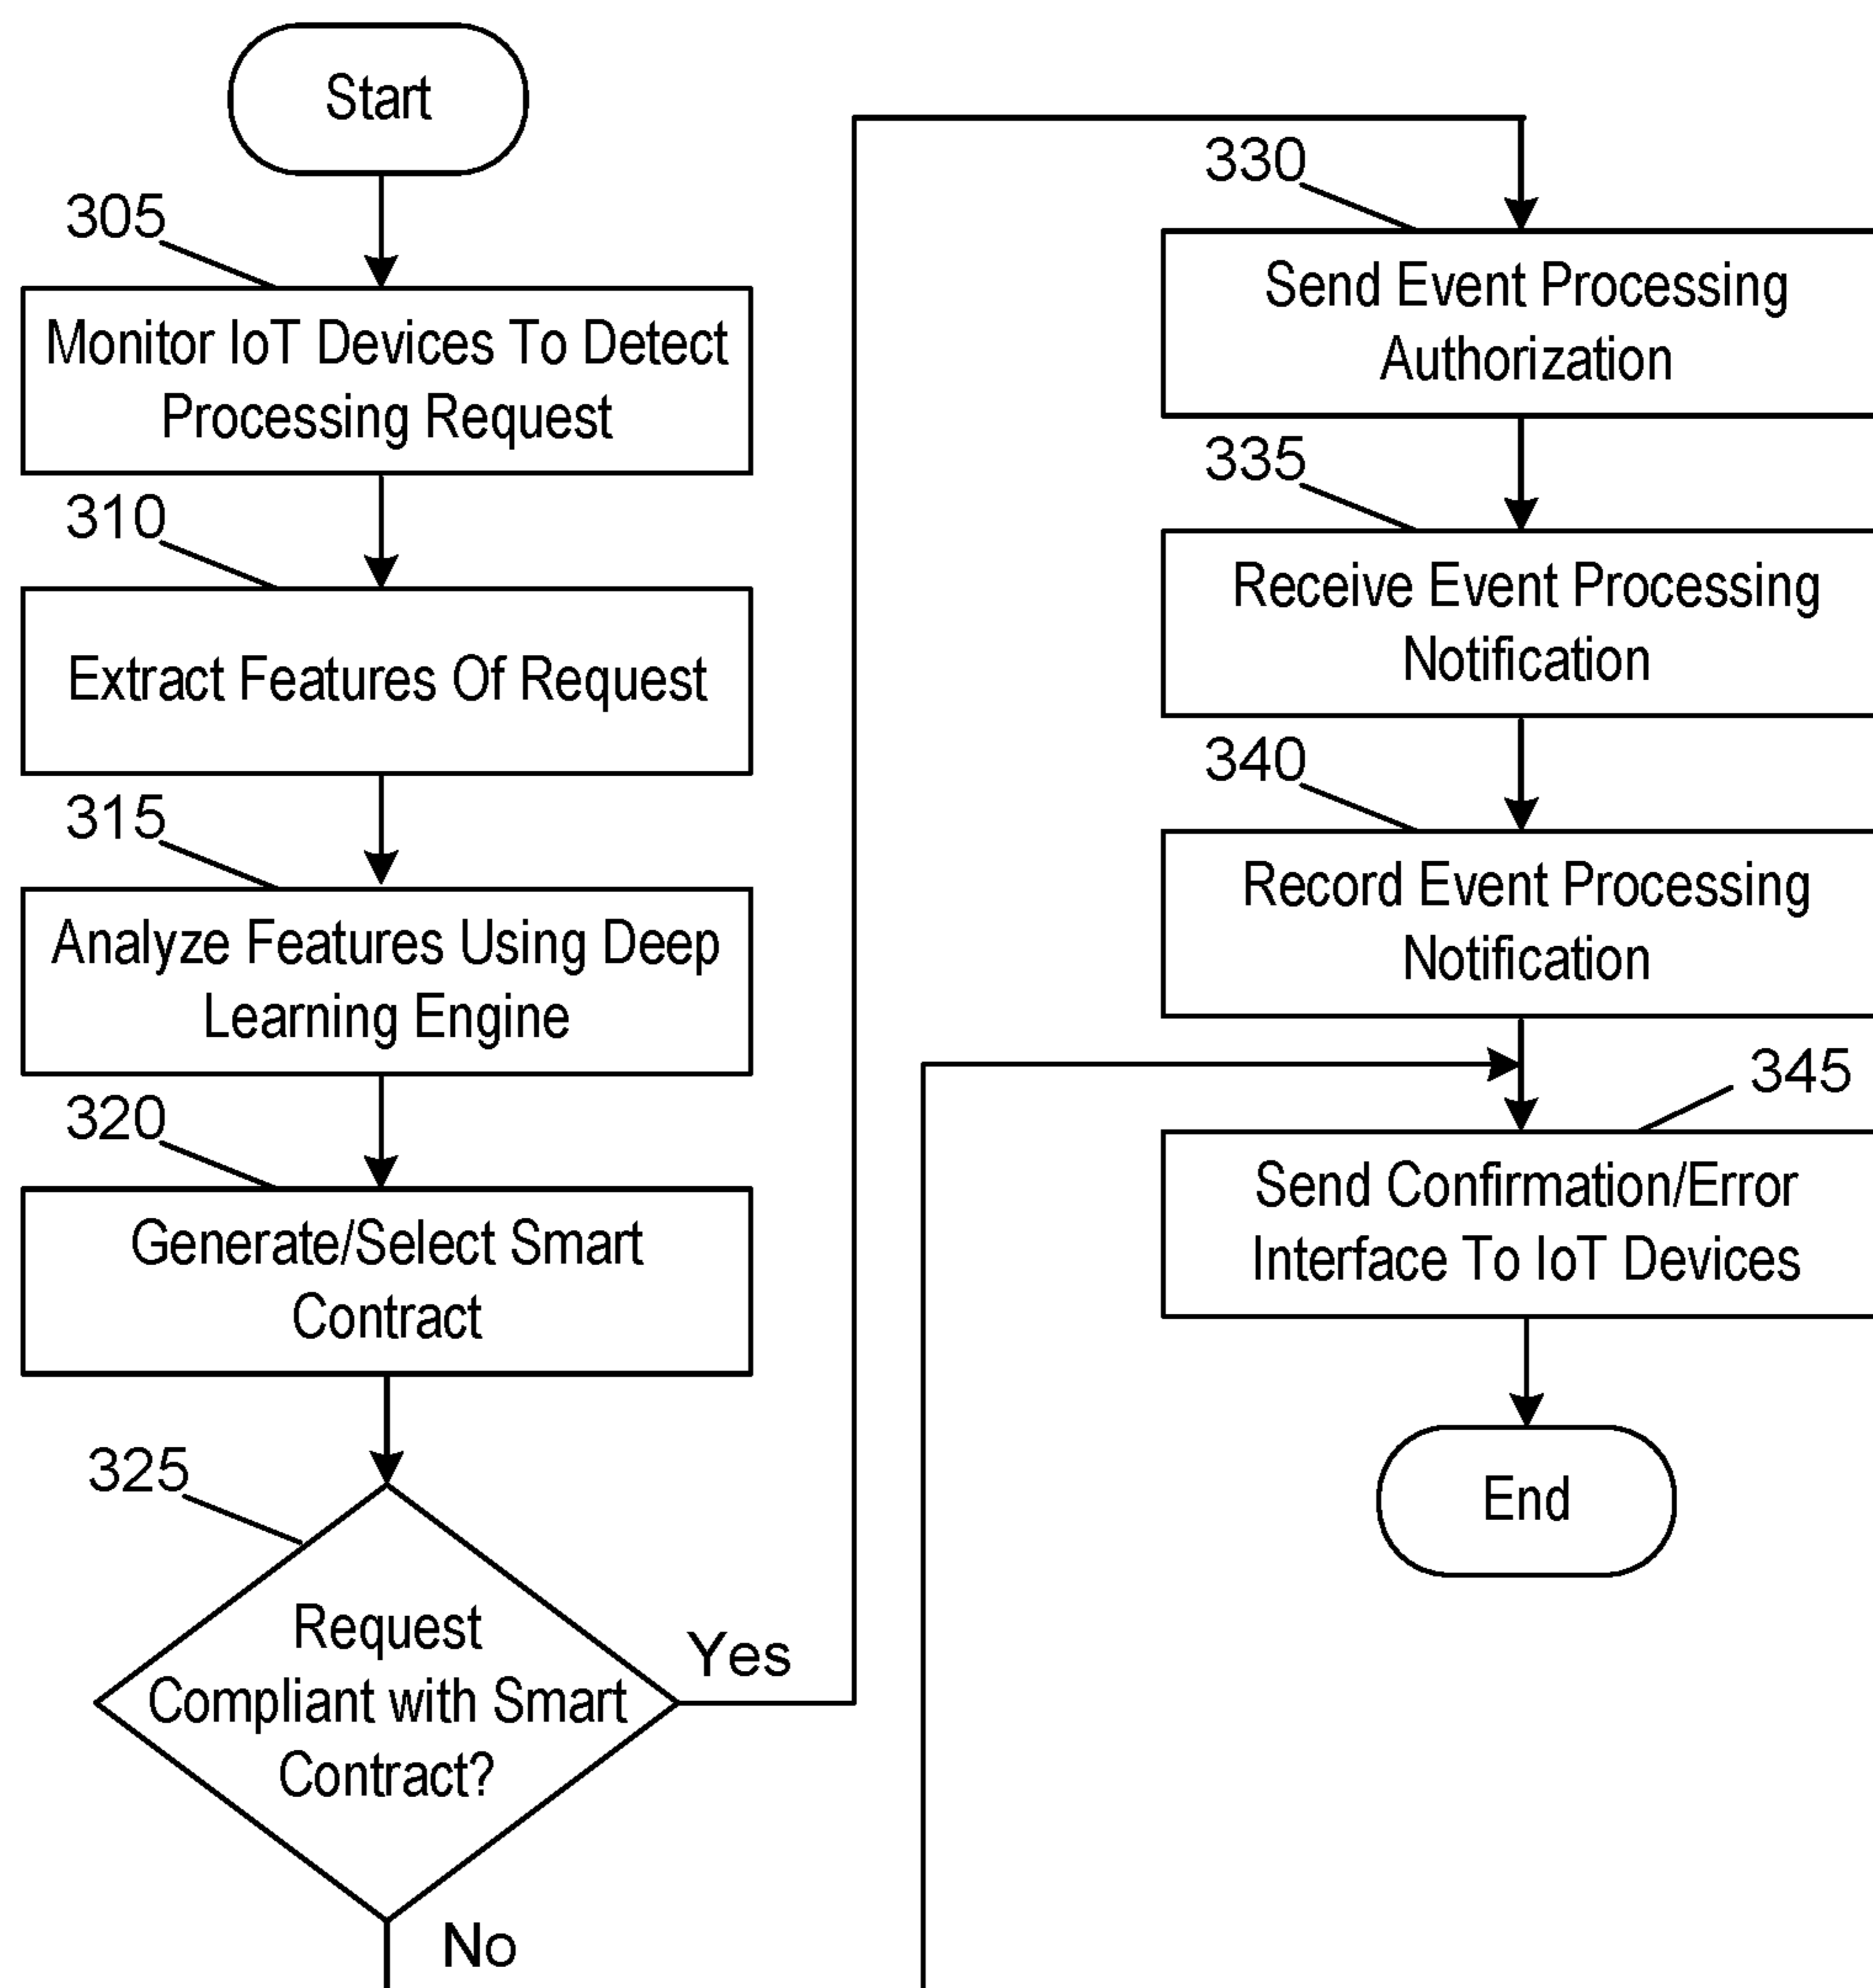 Start
305
Monitor IoT Devices To Detect
Processing Request
310
Extract Features Of Request
315
Analyze Features Using Deep
Learning Engine
320
Generate/Select Smart
Contract
325
Request
Compliant with Smart
Contract?
Yes
No
330
Send Event Processing
Authorization
335
Receive Event Processing
Notification
340
Record Event Processing
Notification
345
Send Confirmation/Error
Interface To IoT Devices
End